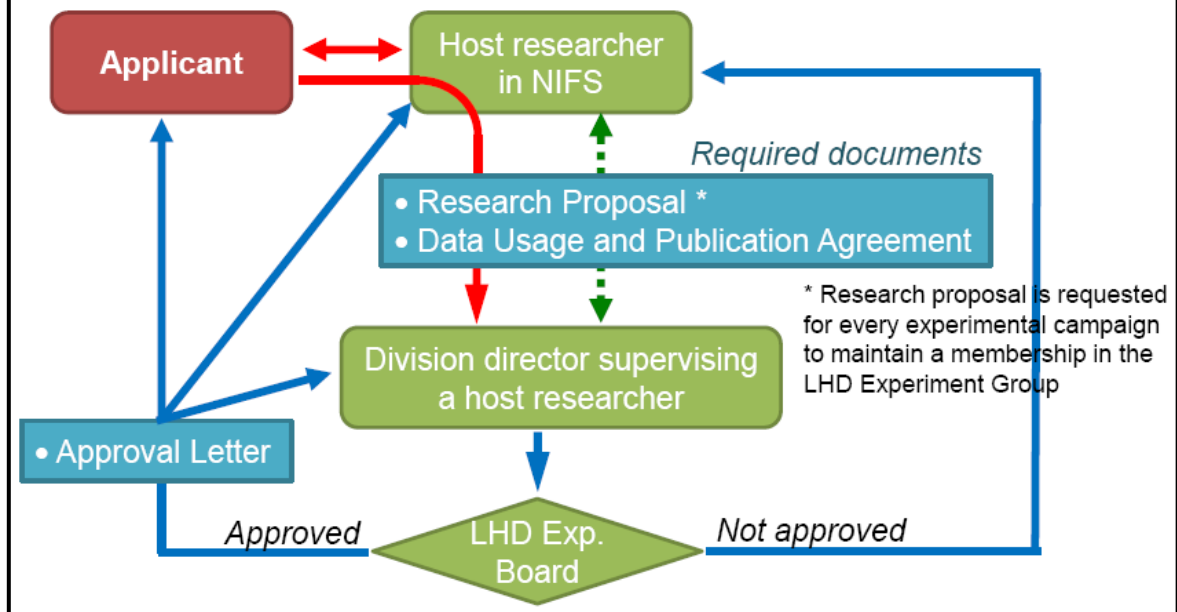 Applicant
Host researcher
in NIFS
Required documents
• Research Proposal *
• Data Usage and Publication Agreement
* Research proposal is requested
for every experimental campaign
to maintain a membership in the
LHD Experiment Group
Division director supervising
a host researcher
• Approval Letter
Approved
LHD Exp.
Board
Not approved